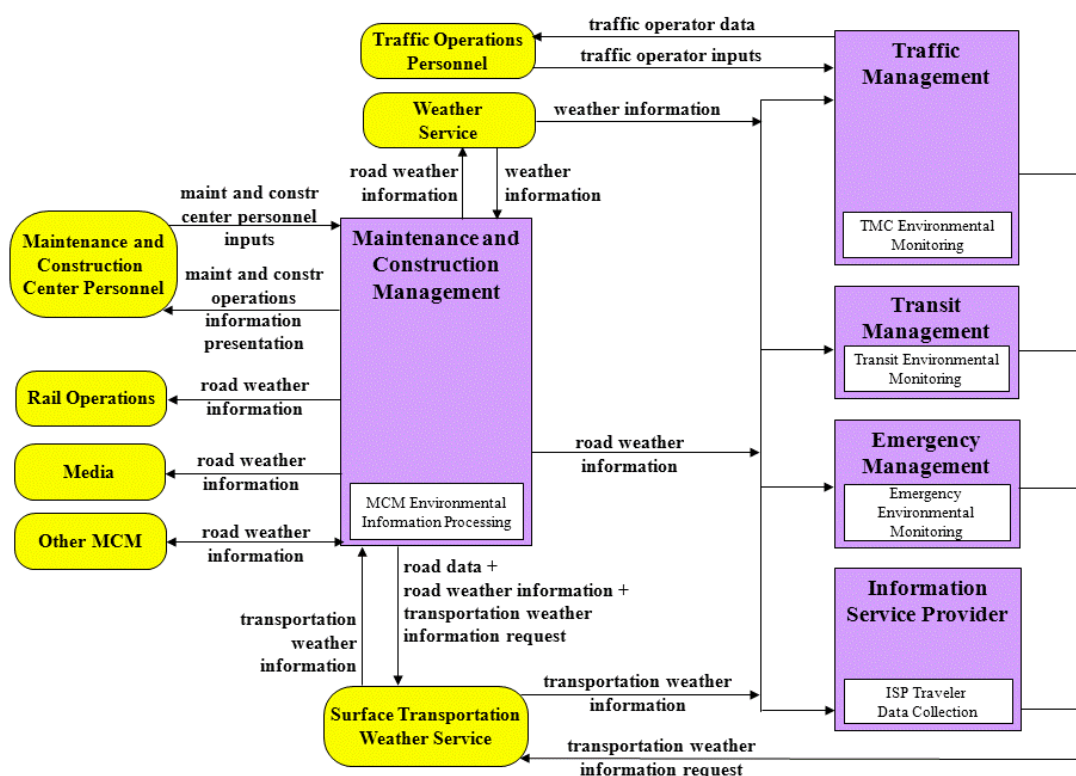 traffic operator data
Traffic Operations
Personnel
traffic operator inputs
Traffic
Management
TMC Environmental
Monitoring
Weather
Service
weather information
road weather
information
weather
information
maint and constr
center personnel
inputs
Maintenance and
Construction
Center Personnel
maint and constr
operations
information
presentation
Maintenance and
Construction
Management
MCM Environmental
Information Processing
Transit
Management
Transit Environmental
Monitoring
Rail Operations
road weather
information
Media
road weather
information
Other MCM
road weather
information
road weather
information
Emergency
Management
Emergency
Environmental
Monitoring
road data +
road weather information +
transportation weather
information request
transportation
weather
information
Information
Service Provider
ISP Traveler
Data Collection
Surface Transportation
Weather Service
transportation weather
information
transportation weather
information request